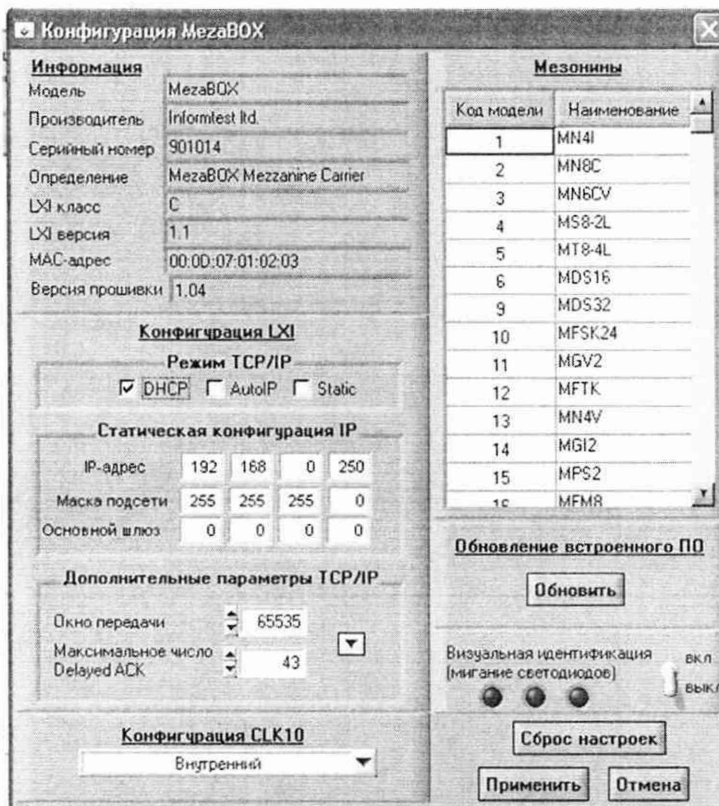 Конфигурация MezaBOX
Информация
Модель MezaBOX
Производитель Informtest ltd.
Серийный номер 901014
Определение MezaBOX Mezzanine Carrier
LXI класс C
LXI версия 1.1
MAC-адрес 00:0D:07:01:02:03
Версия прошивки 1.04
Конфигурация LXI
Режим TCP/IP
DHCP AutoIP Static
Статическая конфигурация IP
IP-адрес 192 168 0 250
Маска подсети 255 255 255 0
Основной шлюз 0 0 0 0
Дополнительные параметры TCP/IP
Окно передачи 65535
Максимальное число
Delayed ACK 43
Конфигурация CLK10
Внутренний
Мезонины
Код модели Наименование
1 MN4I
2 MN8C
3 MN6CV
4 MS8-2L
5 MT8-4L
6 MDS16
9 MDS32
10 MFSK24
11 MGV2
12 MFTK
13 MN4V
14 MGI2
15 MPS2
16 MFM8
Обновление встроенного ПО
Обновить
Визуальная идентификация
(мигание светодиодов)
вкл
выкл
Сброс настроек
Применить Отмена